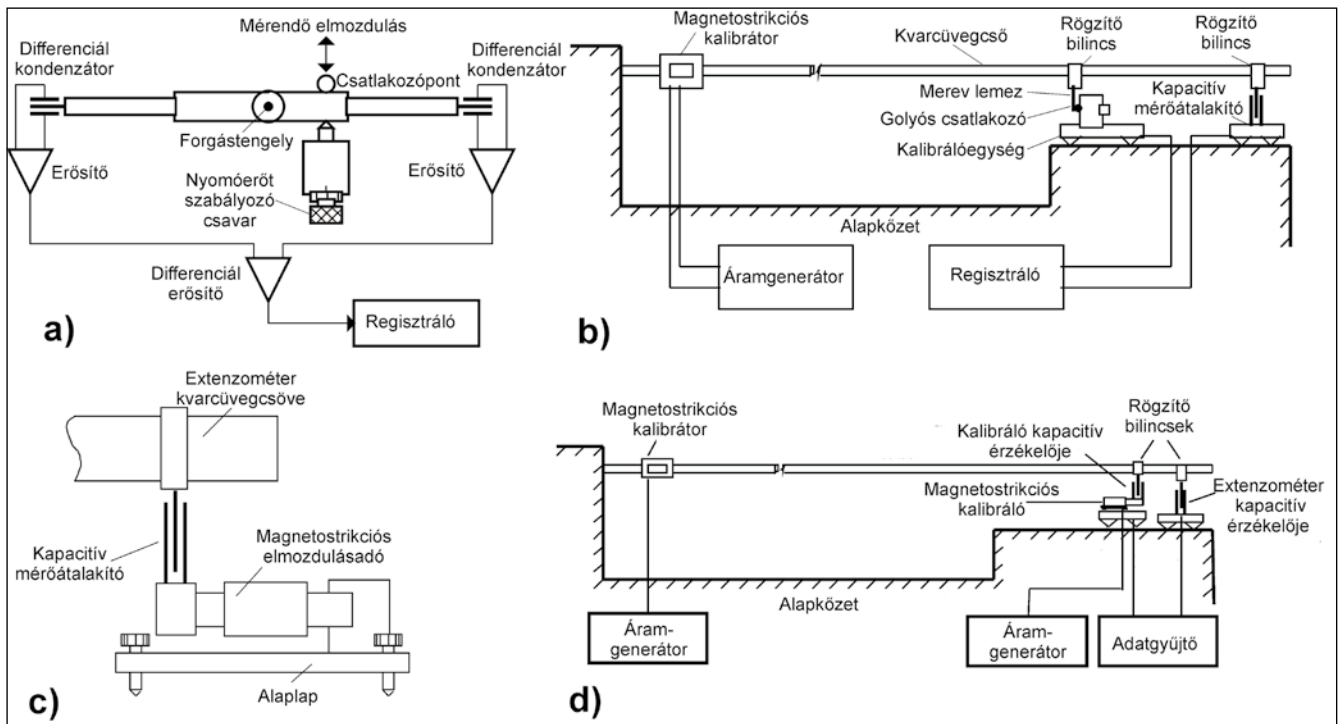 Mérendő elmozdulás
Differenciál
kondenzátor
Differenciál
kondenzátor
Csatlakozópont
Forgástengely
Erősítő
Erősítő
Nyomóerőt
szabályozó
csavar
Differenciál
erősítő
Regisztráló
a)
Magnetostrikciós
kalibrátor
Kvarcüvegcső
Rögzítő
bilincs
Rögzítő
bilincs
Merev lemez
Golyós csatlakozó
Kalibrálóegység
Kapacitív
mérőátalakító
Alapkőzet
Áramgenerátor
Regisztráló
b)
Extenzométer
kvarcüvegcsöve
Kapacitív
mérőátalakító
Magnetostrikciós
elmozdulásadó
Alaplap
c)
Magnetostrikciós
kalibrátor
Kalibráló kapacitív
érzékelője
Rögzítő
bilincsek
Magnetostrikciós
kalibráló
Extenzométer
kapacitív
érzékelője
Alapkőzet
Áram-
generátor
Áram-
generátor
Adatgyűjtő
d)